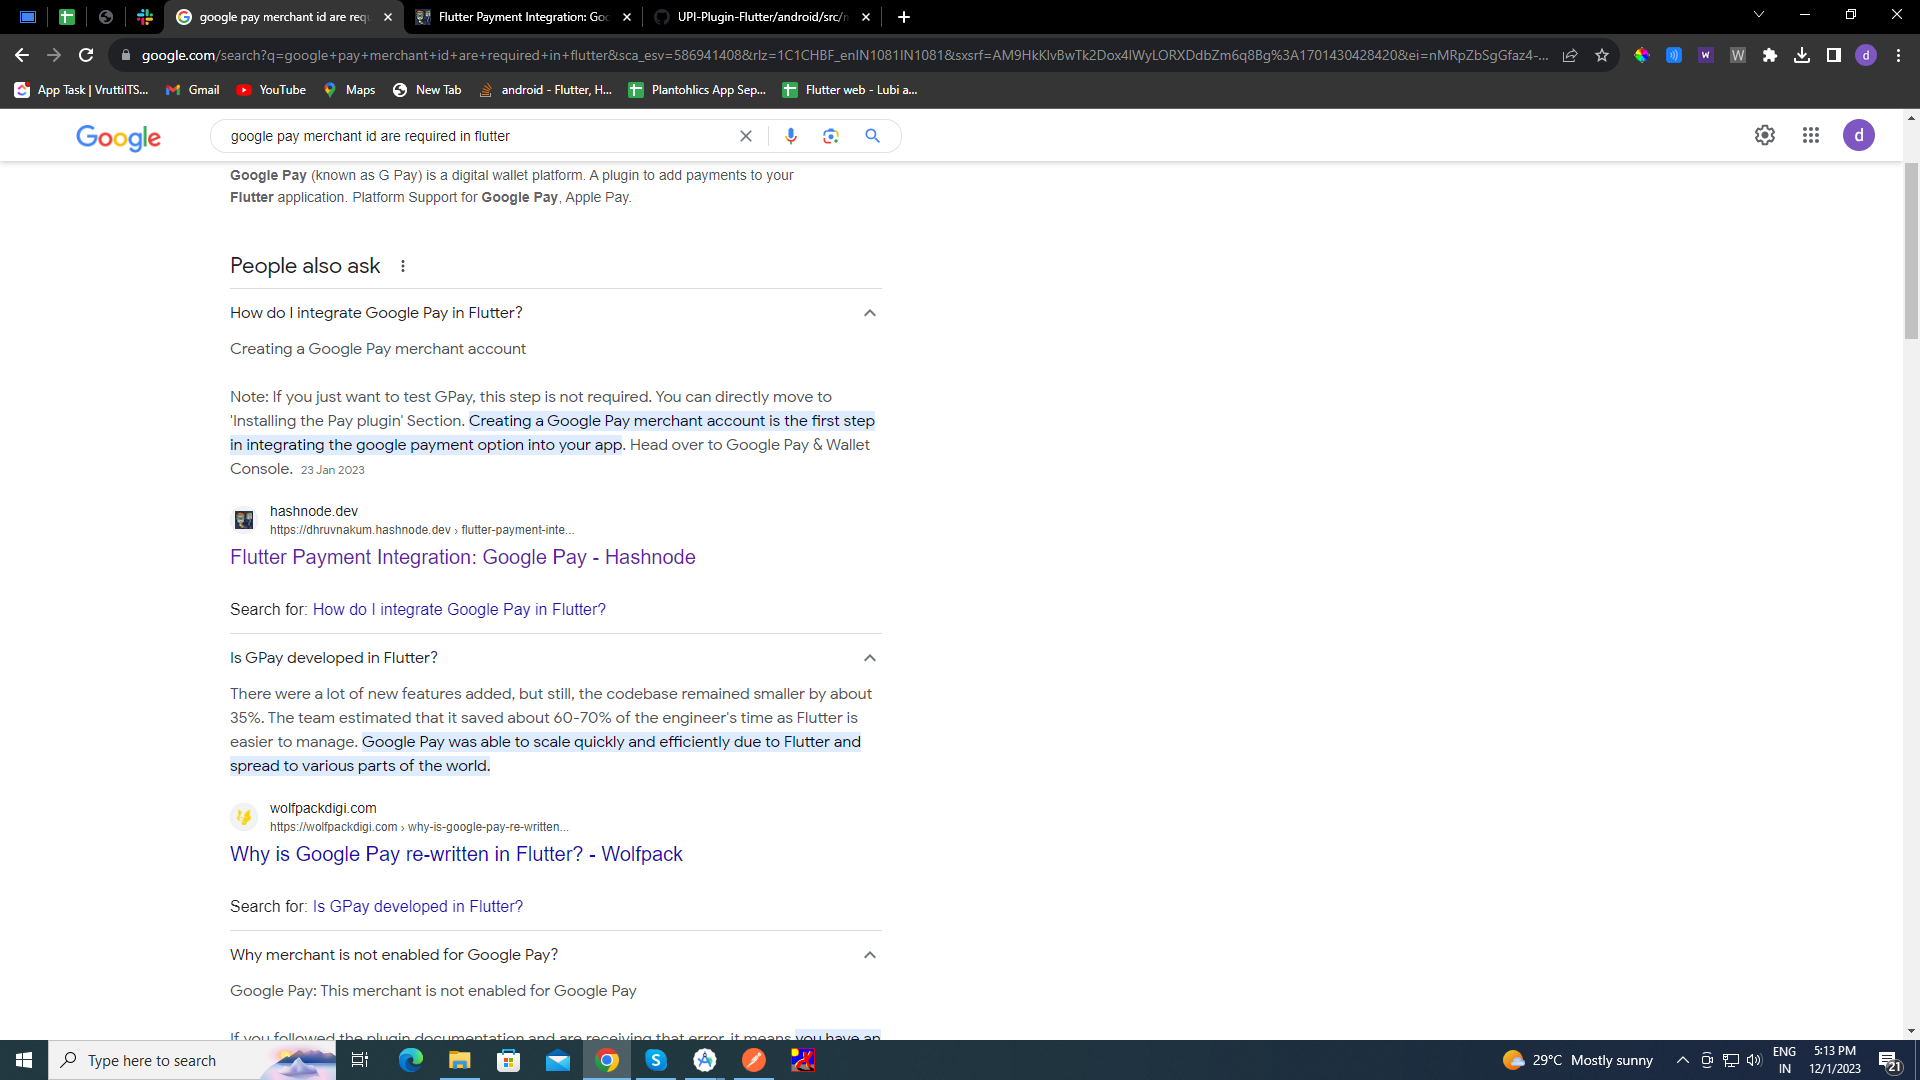 google pay merchant id are requ
Flutter Payment Integration: Goo
UPI-Plugin-Flutter/android/src/m
google.com/search?q=google+pay+merchant+id+are+required+in+flutter&sca_esv=586941408&rlz=1C1CHBF_enIN1081IN1081&sxsrf=AM9HkKlvBwTk2Dox4IWyLORXDdbZm6q8Bg%3A1701430428420&ei=nMRpZbSgGfaz4-...
App Task | VruttiITS...
Gmail
YouTube
Maps
New Tab
android - Flutter, H...
Plantohlics App Sep...
Flutter web - Lubi a...
Google
google pay merchant id are required in flutter
d
Google Pay (known as G Pay) is a digital wallet platform. A plugin to add payments to your
Flutter application. Platform Support for Google Pay, Apple Pay.
People also ask
How do I integrate Google Pay in Flutter?
Creating a Google Pay merchant account
Note: If you just want to test GPay, this step is not required. You can directly move to
'Installing the Pay plugin' Section. Creating a Google Pay merchant account is the first step
in integrating the google payment option into your app. Head over to Google Pay & Wallet
Console. 23 Jan 2023
hashnode.dev
https://dhruvnakum.hashnode.dev › flutter-payment-inte...
Flutter Payment Integration: Google Pay - Hashnode
Search for: How do I integrate Google Pay in Flutter?
Is GPay developed in Flutter?
There were a lot of new features added, but still, the codebase remained smaller by about
35%. The team estimated that it saved about 60-70% of the engineer's time as Flutter is
easier to manage. Google Pay was able to scale quickly and efficiently due to Flutter and
spread to various parts of the world.
wolfpackdigi.com
https://wolfpackdigi.com › why-is-google-pay-re-written...
Why is Google Pay re-written in Flutter? - Wolfpack
Search for: Is GPay developed in Flutter?
Why merchant is not enabled for Google Pay?
Google Pay: This merchant is not enabled for Google Pay
If you followed the plugin documentation and are receiving that error, it means you have an
Type here to search
29°C Mostly sunny
ENG
IN
5:13 PM
12/1/2023
21